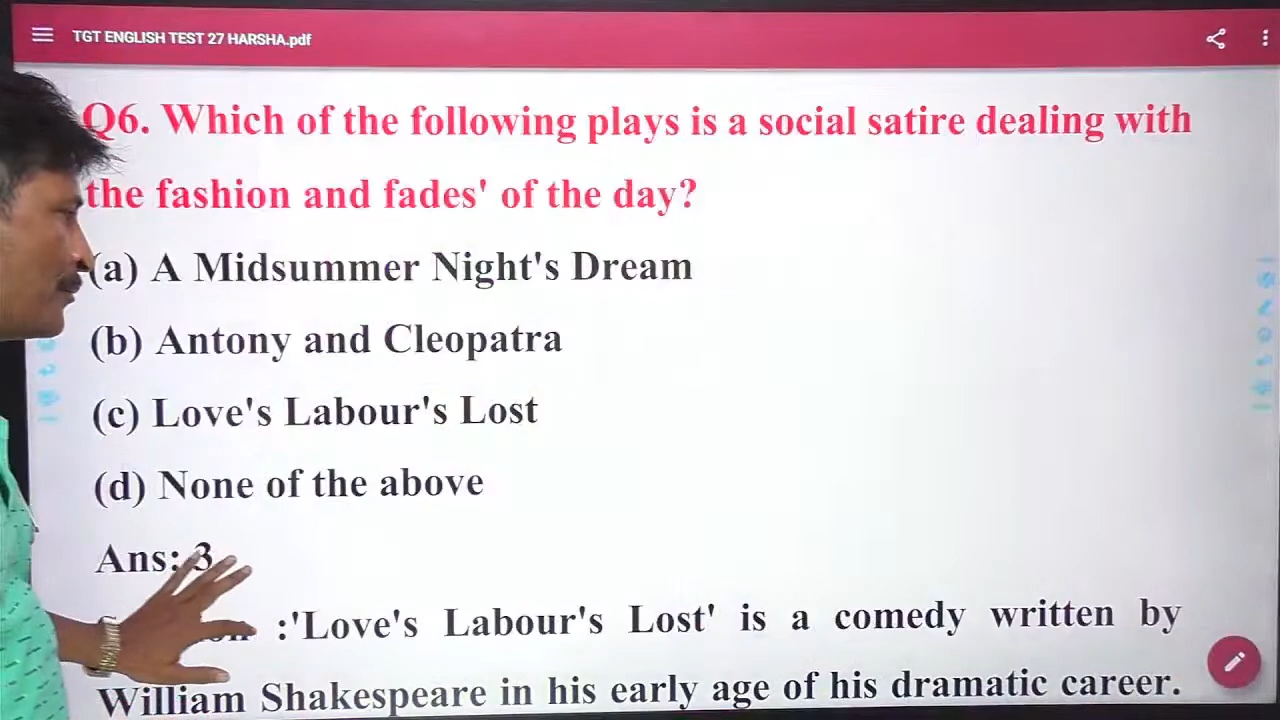 TGT ENGLISH TEST 27 HARSHA.pdf
Q6. Which of the following plays is a social satire dealing with
the fashion and fades' of the day?
(a) A Midsummer Night's Dream
(b) Antony and Cleopatra
(c) Love's Labour's Lost
(d) None of the above
Ans: 3
:'Love's Labour's Lost' is a comedy written by
William Shakespeare in his early age of his dramatic career.